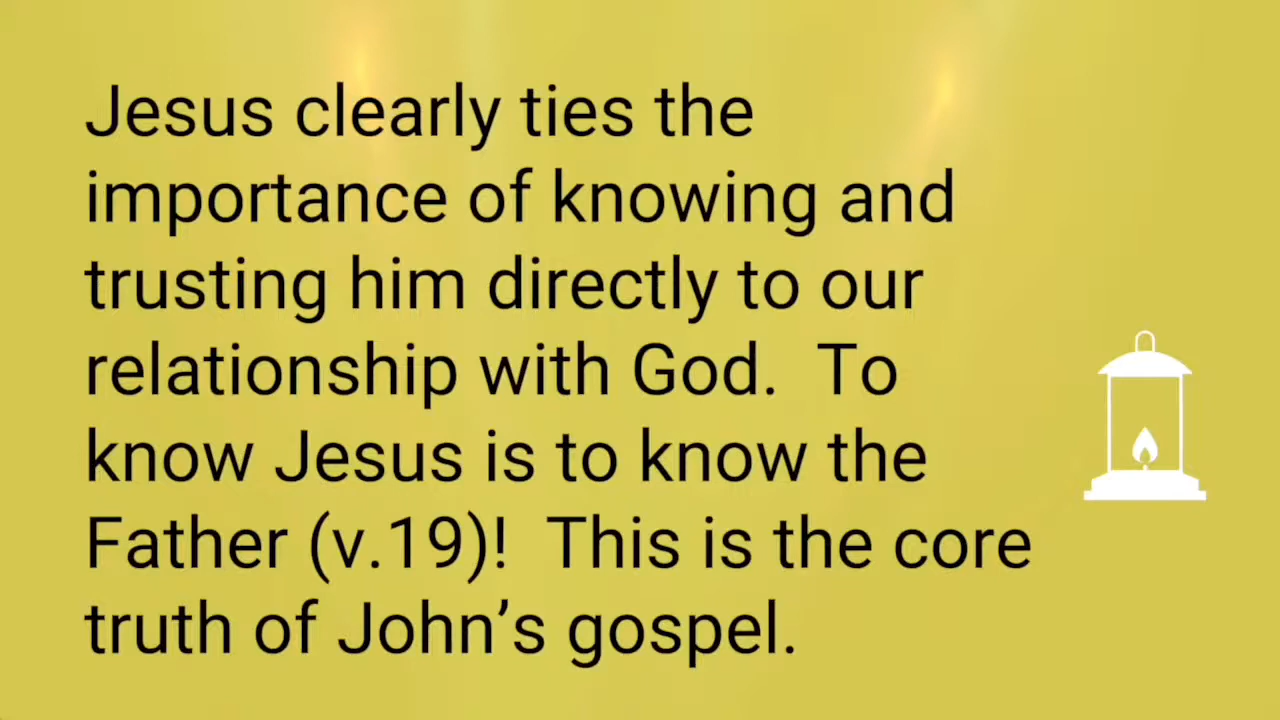 Jesus clearly ties the
importance of knowing and
trusting him directly to our
relationship with God.  To
know Jesus is to know the
Father (v.19)!  This is the core
truth of John’s gospel.